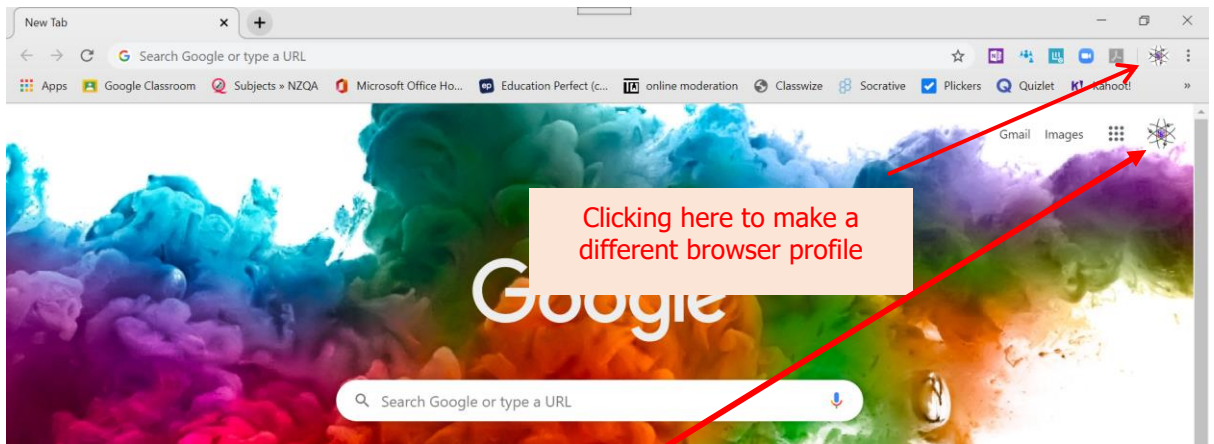 New Tab
G Search Google or type a URL
Apps Google Classroom Subjects » NZQA Microsoft Office Ho... ep Education Perfect (c... online moderation Classwize Socrative Plickers Q Quizlet K! Kahoot! »
Gmail Images
Clicking here to make a
different browser profile
Google
Search Google or type a URL